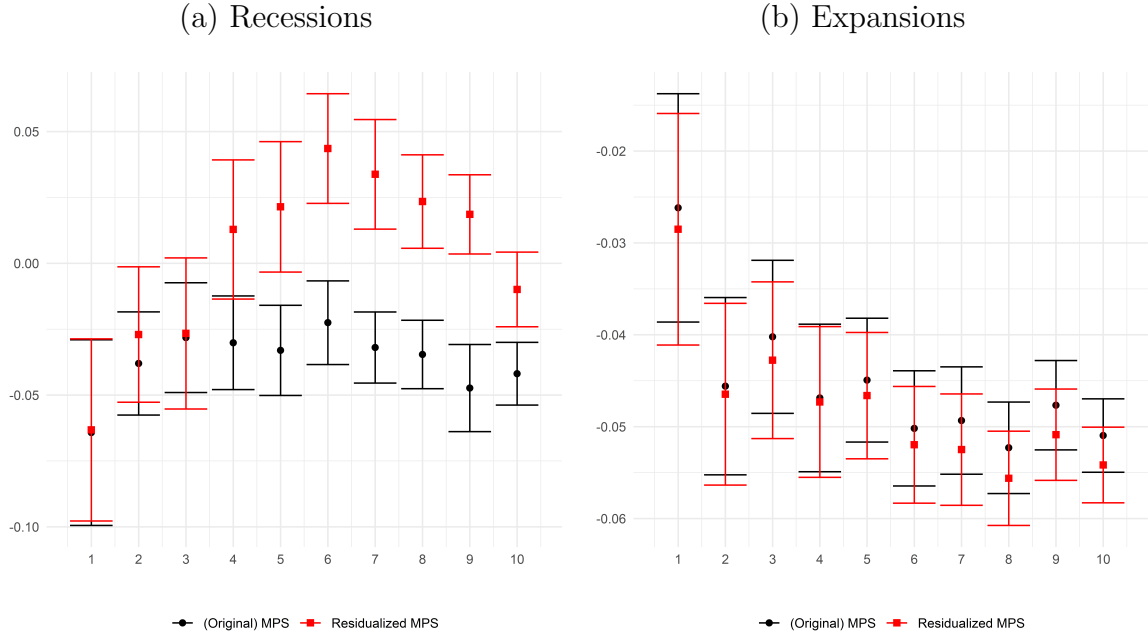 (a) Recessions
0.05
0.00
-0.05
-0.10
1 2 3 4 5 6 7 8 9 10
(Original) MPS Residualized MPS
(b) Expansions
-0.02
-0.03
-0.04
-0.05
-0.06
1 2 3 4 5 6 7 8 9 10
(Original) MPS Residualized MPS